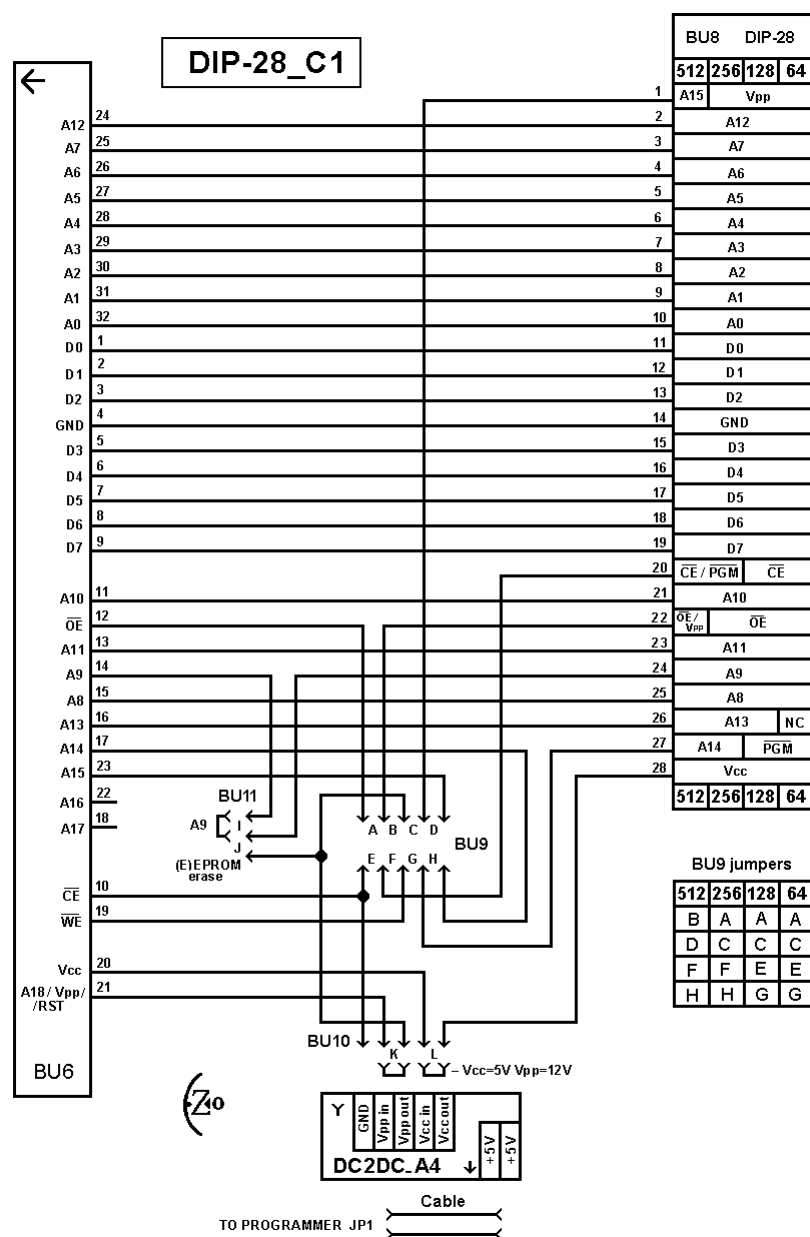 DIP-28_C1
BU8 DIP-28
512 256 128 64
1 A15 Vpp
A12 24 2 A12
A7 25 3 A7
A6 26 4 A6
A5 27 5 A5
A4 28 6 A4
A3 29 7 A3
A2 30 8 A2
A1 31 9 A1
A0 32 10 A0
D0 1 11 D0
D1 2 12 D1
D2 3 13 D2
GND 4 14 GND
D3 5 15 D3
D4 6 16 D4
D5 7 17 D5
D6 8 18 D6
D7 9 19 D7
20 CE / PGM CE
A10 11 21 A10
OE 12 22 OE / Vpp OE
A11 13 23 A11
A9 14 24 A9
A8 15 25 A8
A13 16 26 A13 NC
A14 17 27 A14 PGM
A15 23 28 Vcc
512 256 128 64
A16 22
A17 18
BU11
A9 I
J
(E)EPROM
erase
A B C D
BU9
E F G H
CE 10
WE 19
BU9 jumpers
512 256 128 64
B A A A
D C C C
F F E E
H H G G
Vcc 20
A18 / Vpp / 21
/RST
BU6
BU10
K L
– Vcc=5V Vpp=12V
Zo
Y GND Vpp in Vpp out Vcc in Vcc out +5V +5V
DC2DC_A4
Cable
TO PROGRAMMER JP1